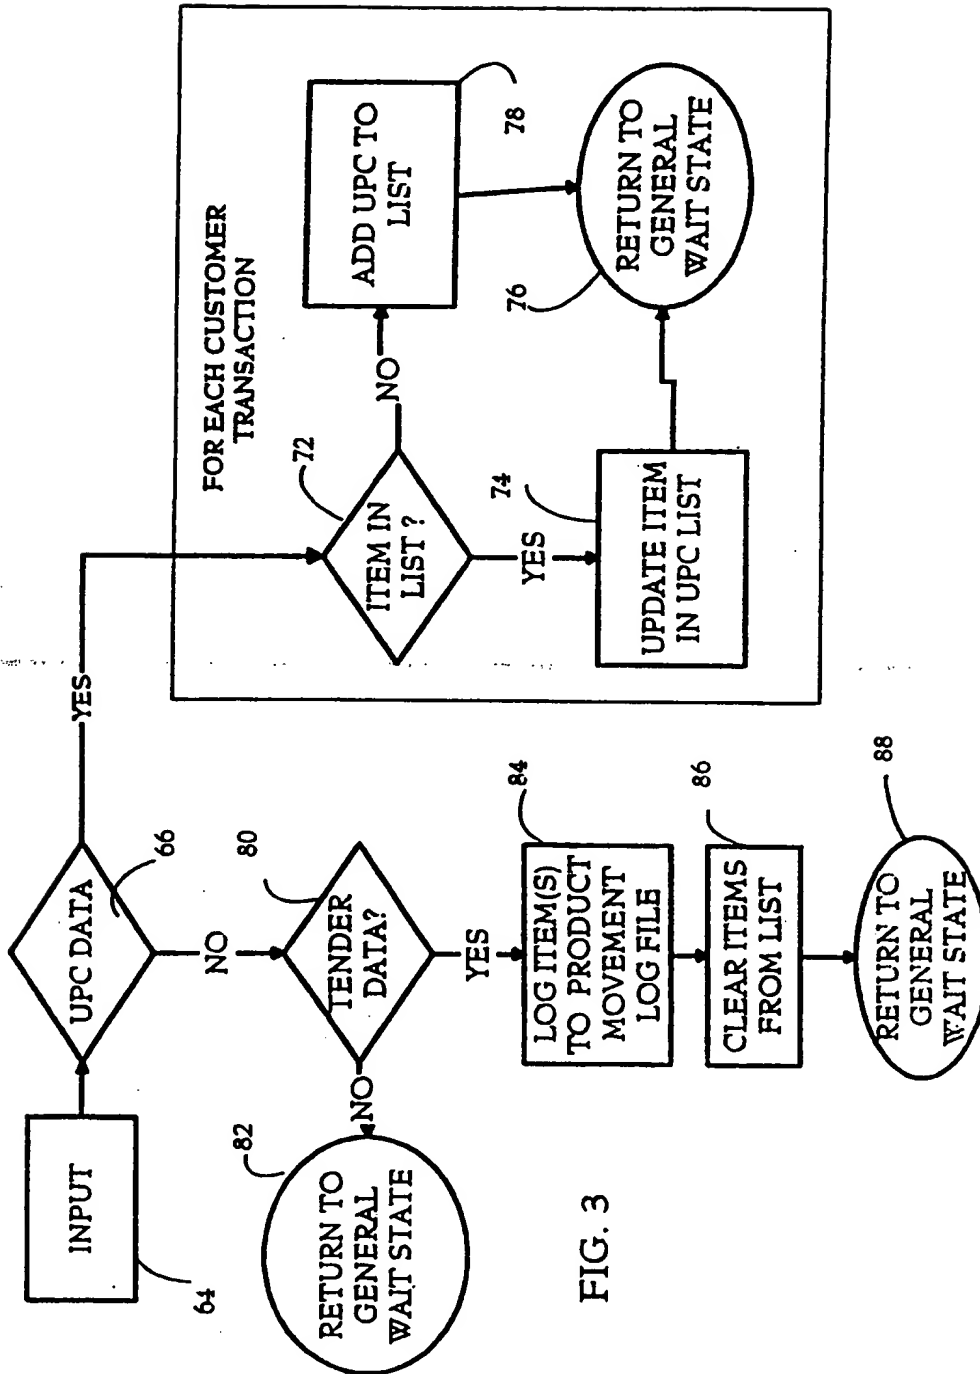 INPUT
64
UPC DATA
66
YES
NO
FOR EACH CUSTOMER
TRANSACTION
ITEM IN
LIST ?
72
NO
ADD UPC TO
LIST
78
YES
UPDATE ITEM
IN UPC LIST
74
RETURN TO
GENERAL
WAIT STATE
76
TENDER
DATA?
80
NO
RETURN TO
GENERAL
WAIT STATE
82
YES
LOG ITEM(S)
TO PRODUCT
MOVEMENT
LOG FILE
84
CLEAR ITEMS
FROM LIST
86
RETURN TO
GENERAL
WAIT STATE
88
FIG. 3